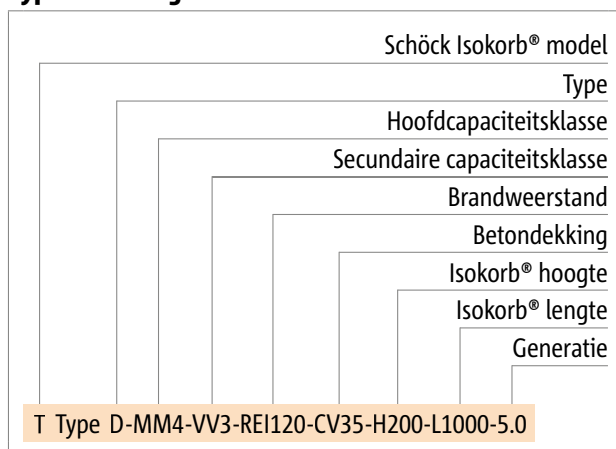 Schöck Isokorb® model
Type
Hoofdcapaciteitsklasse
Secundaire capaciteitsklasse
Brandweerstand
Betondekking
Isokorb® hoogte
Isokorb® lengte
Generatie
T Type D-MM4-VV3-REI120-CV35-H200-L1000-5.0